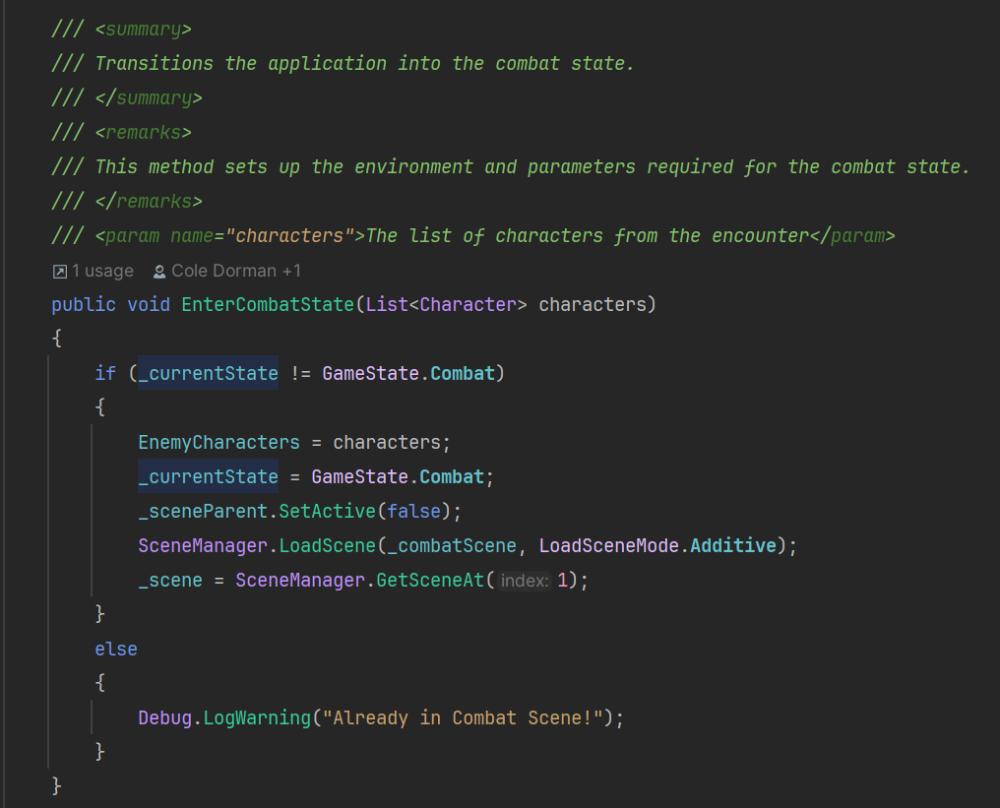 /// <summary>
/// Transitions the application into the combat state.
/// </summary>
/// <remarks>
/// This method sets up the environment and parameters required for the combat state.
/// </remarks>
/// <param name="characters">The list of characters from the encounter</param>
1 usage Cole Dorman +1
public void EnterCombatState(List<Character> characters)
{
if (_currentState != GameState.Combat)
{
EnemyCharacters = characters;
_currentState = GameState.Combat;
_sceneParent.SetActive(false);
SceneManager.LoadScene(_combatScene, LoadSceneMode.Additive);
_scene = SceneManager.GetSceneAt(index: 1);
}
else
{
Debug.LogWarning("Already in Combat Scene!");
}
}